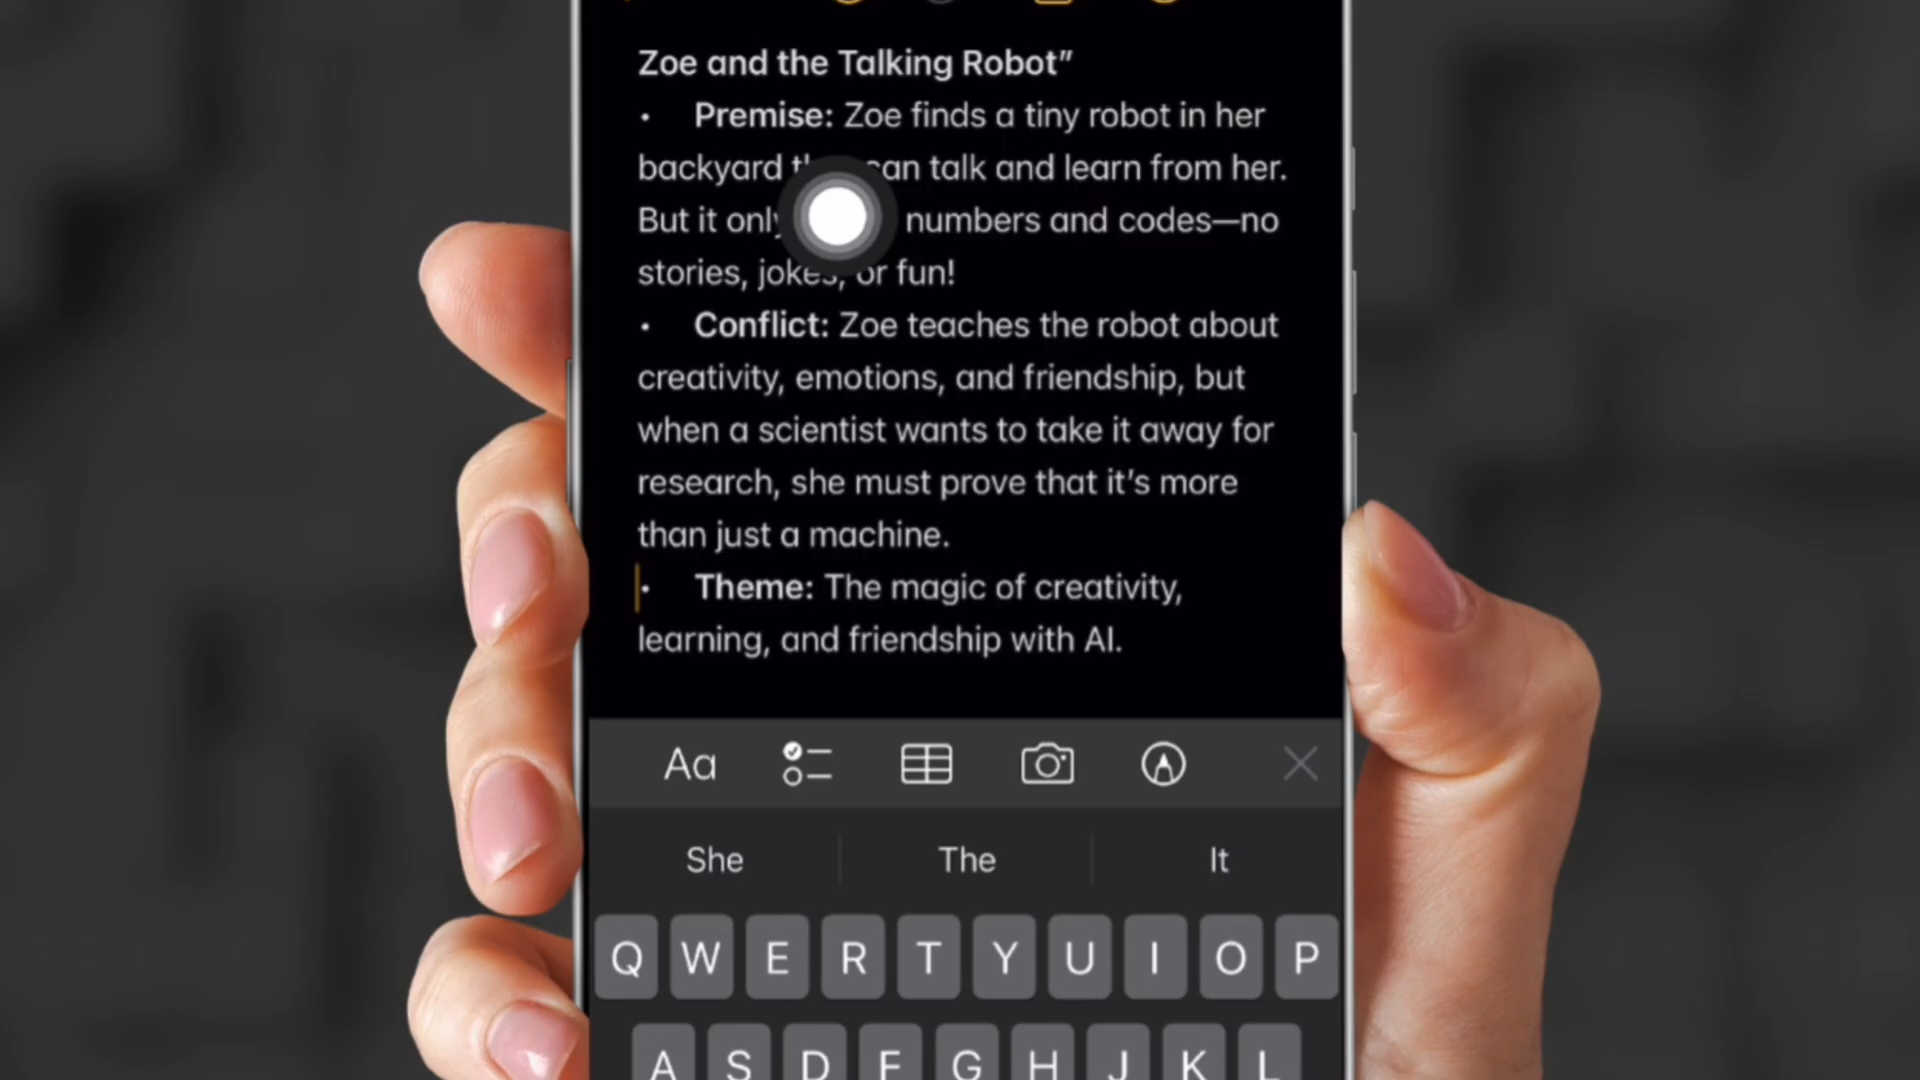 Zoe and the Talking Robot”
• Premise: Zoe finds a tiny robot in her
backyard can talk and learn from her.
But it only numbers and codes—no
stories, jokes, or fun!
• Conflict: Zoe teaches the robot about
creativity, emotions, and friendship, but
when a scientist wants to take it away for
research, she must prove that it’s more
than just a machine.
• Theme: The magic of creativity,
learning, and friendship with AI.
Aa
She The It
Q W E R T Y U I O P
A S D F G H J K L